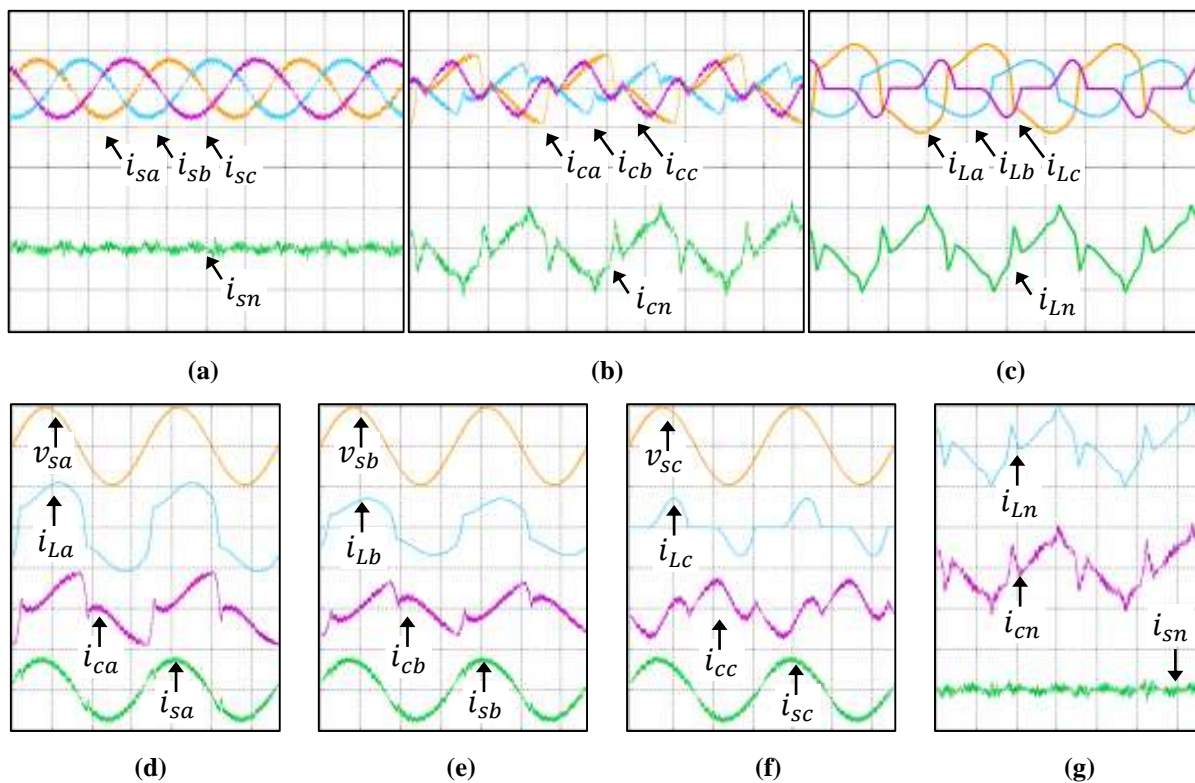 i_sa i_sb i_sc
i_sn
(a)
i_ca i_cb i_cc
i_cn
(b)
i_La i_Lb i_Lc
i_Ln
(c)
v_sa
i_La
i_ca
i_sa
(d)
v_sb
i_Lb
i_cb
i_sb
(e)
v_sc
i_Lc
i_cc
i_sc
(f)
i_Ln
i_cn
i_sn
(g)